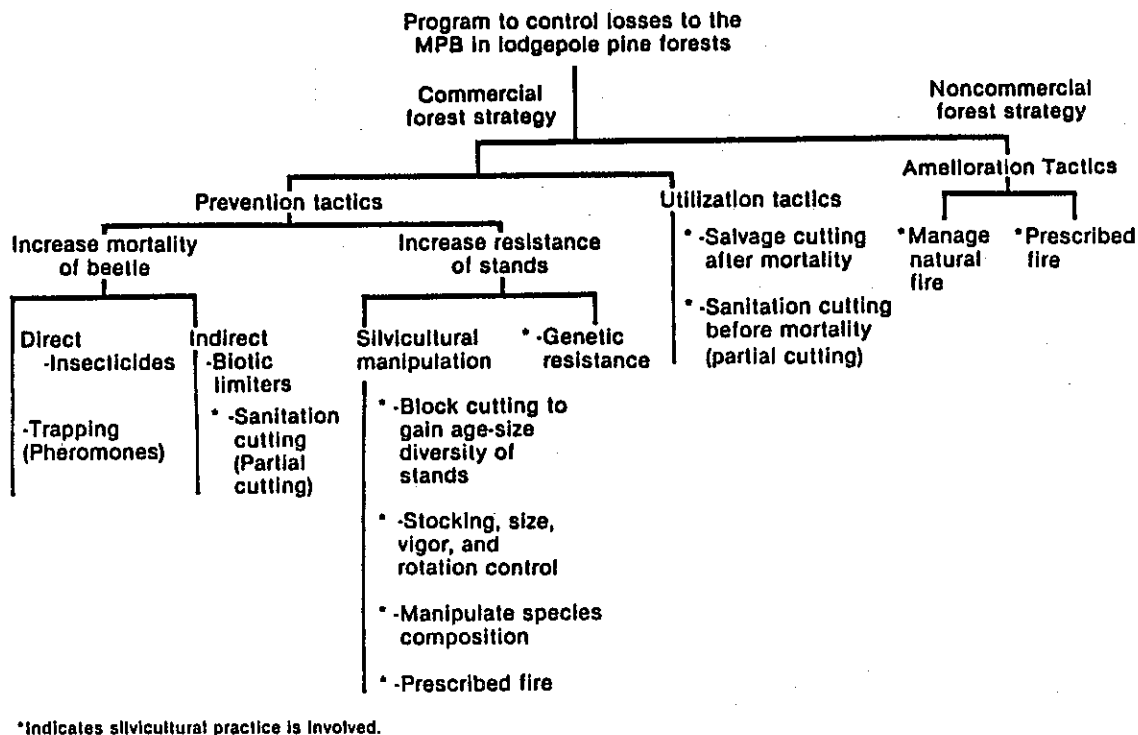 Program to control losses to the
MPB in lodgepole pine forests
Commercial
forest strategy
Noncommercial
forest strategy
Amelioration Tactics
Prevention tactics
Utilization tactics
Increase mortality
of beetle
Increase resistance
of stands
* -Salvage cutting
after mortality
* -Sanitation cutting
before mortality
(partial cutting)
*Manage
natural
fire
*Prescribed
fire
Direct
-Insecticides
-Trapping
(Pheromones)
Indirect
-Biotic
limiters
* -Sanitation
cutting
(Partial
cutting)
Silvicultural
manipulation
* -Genetic
resistance
* -Block cutting to
gain age-size
diversity of
stands
* -Stocking, size,
vigor, and
rotation control
* -Manipulate species
composition
* -Prescribed fire
*Indicates silvicultural practice is involved.